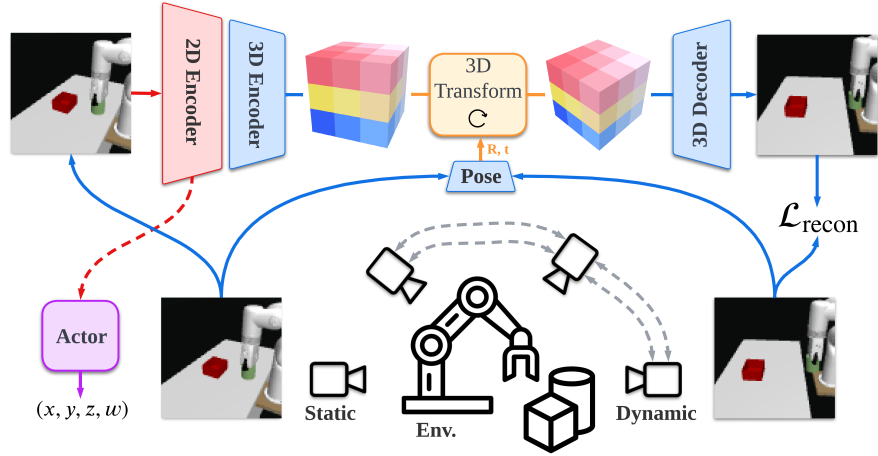 2D Encoder
3D Encoder
3D
Transform
3D Decoder
R, t
Pose
ℒrecon
Actor
(x, y, z, w)
Static
Env.
Dynamic